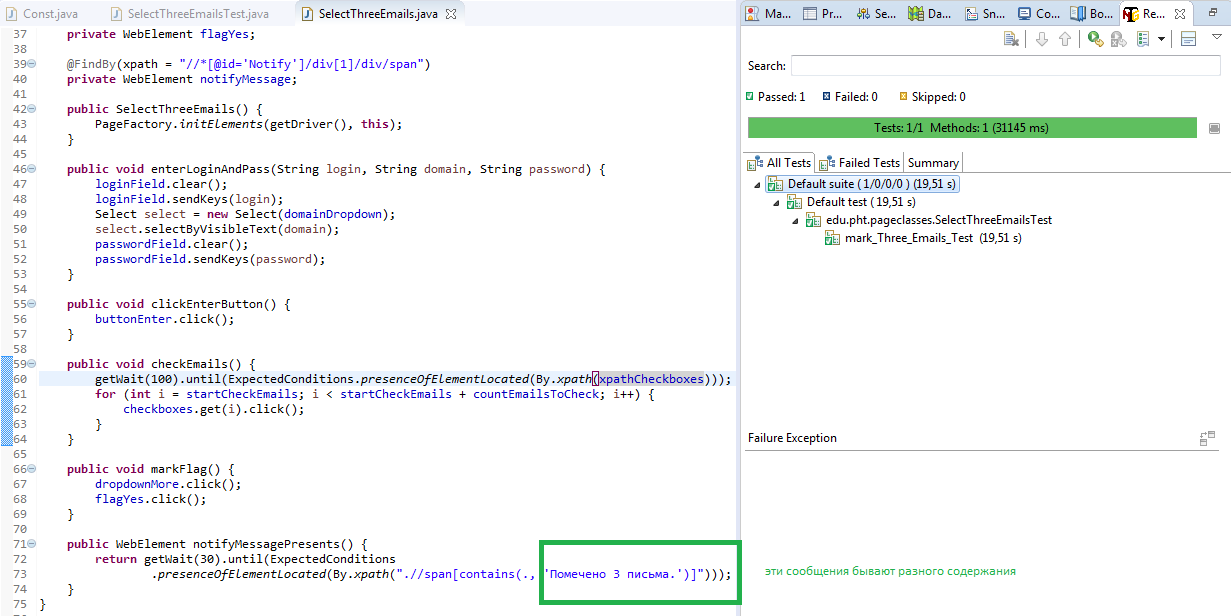 Const.java
SelectThreeEmailsTest.java
SelectThreeEmails.java
37 private WebElement flagYes;
38
39 @FindBy(xpath = "//*[@id='Notify']/div[1]/div/span")
40 private WebElement notifyMessage;
41
42 public SelectThreeEmails() {
43 PageFactory.initElements(getDriver(), this);
44 }
45
46 public void enterLoginAndPass(String login, String domain, String password) {
47 loginField.clear();
48 loginField.sendKeys(login);
49 Select select = new Select(domainDropdown);
50 select.selectByVisibleText(domain);
51 passwordField.clear();
52 passwordField.sendKeys(password);
53 }
54
55 public void clickEnterButton() {
56 buttonEnter.click();
57 }
58
59 public void checkEmails() {
60 getWait(100).until(ExpectedConditions.presenceOfElementLocated(By.xpath(xpathCheckboxes)));
61 for (int i = startCheckEmails; i < startCheckEmails + countEmailsToCheck; i++) {
62 checkboxes.get(i).click();
63 }
64 }
65
66 public void markFlag() {
67 dropdownMore.click();
68 flagYes.click();
69 }
70
71 public WebElement notifyMessagePresents() {
72 return getWait(30).until(ExpectedConditions
73 .presenceOfElementLocated(By.xpath(".//span[contains(., 'Помечено 3 письма.')]")));
74 }
75 }
Ma... Pr... Se... Da... Sn... Co... Bo... Re...
Search:
Passed: 1 Failed: 0 Skipped: 0
Tests: 1/1 Methods: 1 (31145 ms)
All Tests Failed Tests Summary
Default suite ( 1/0/0/0 ) (19,51 s)
Default test ( 19,51 s)
edu.pht.pageclasses.SelectThreeEmailsTest
mark_Three_Emails_Test (19,51 s)
Failure Exception
эти сообщения бывают разного содержания